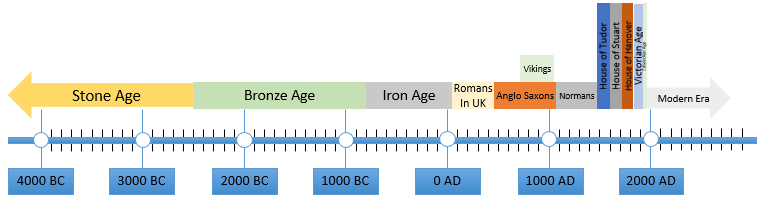 Stone Age
Bronze Age
Iron Age
Romans
In UK
Anglo Saxons
Vikings
Normans
House of Tudor
House of Stuart
House of Hanover
Victorian Age
Modern Era
4000 BC
3000 BC
2000 BC
1000 BC
0 AD
1000 AD
2000 AD